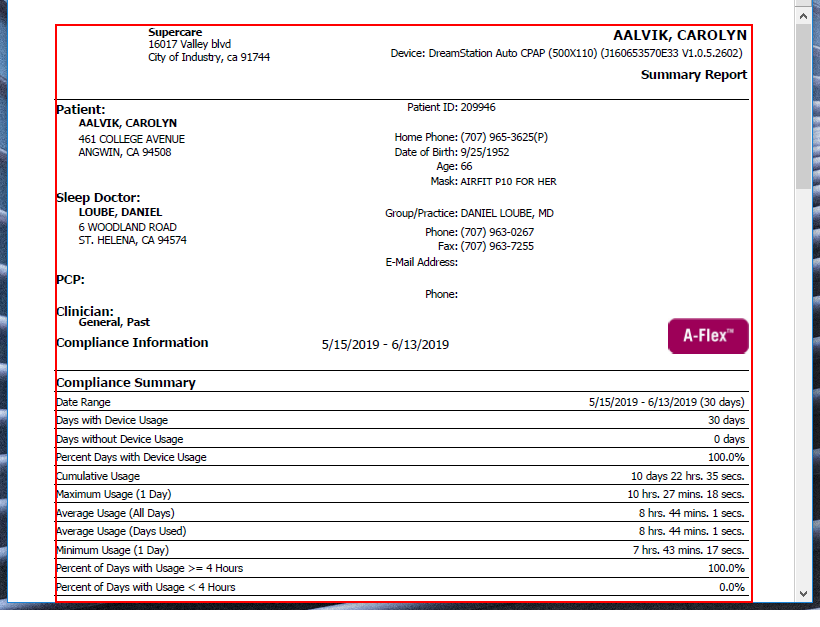 Supercare
16017 Valley blvd
City of Industry, ca 91744
AALVIK, CAROLYN
Device: DreamStation Auto CPAP (500X110) (J160653570E33 V1.0.5.2602)
Summary Report
Patient:
AALVIK, CAROLYN
461 COLLEGE AVENUE
ANGWIN, CA 94508
Patient ID: 209946
Home Phone: (707) 965-3625(P)
Date of Birth: 9/25/1952
Age: 66
Mask: AIRFIT P10 FOR HER
Sleep Doctor:
LOUBE, DANIEL
6 WOODLAND ROAD
ST. HELENA, CA 94574
Group/Practice: DANIEL LOUBE, MD
Phone: (707) 963-0267
Fax: (707) 963-7255
E-Mail Address:
PCP:
Phone:
Clinician:
General, Past
Compliance Information 5/15/2019 - 6/13/2019
A-Flex™
Compliance Summary
Date Range 5/15/2019 - 6/13/2019 (30 days)
Days with Device Usage 30 days
Days without Device Usage 0 days
Percent Days with Device Usage 100.0%
Cumulative Usage 10 days 22 hrs. 35 secs.
Maximum Usage (1 Day) 10 hrs. 27 mins. 18 secs.
Average Usage (All Days) 8 hrs. 44 mins. 1 secs.
Average Usage (Days Used) 8 hrs. 44 mins. 1 secs.
Minimum Usage (1 Day) 7 hrs. 43 mins. 17 secs.
Percent of Days with Usage >= 4 Hours 100.0%
Percent of Days with Usage < 4 Hours 0.0%